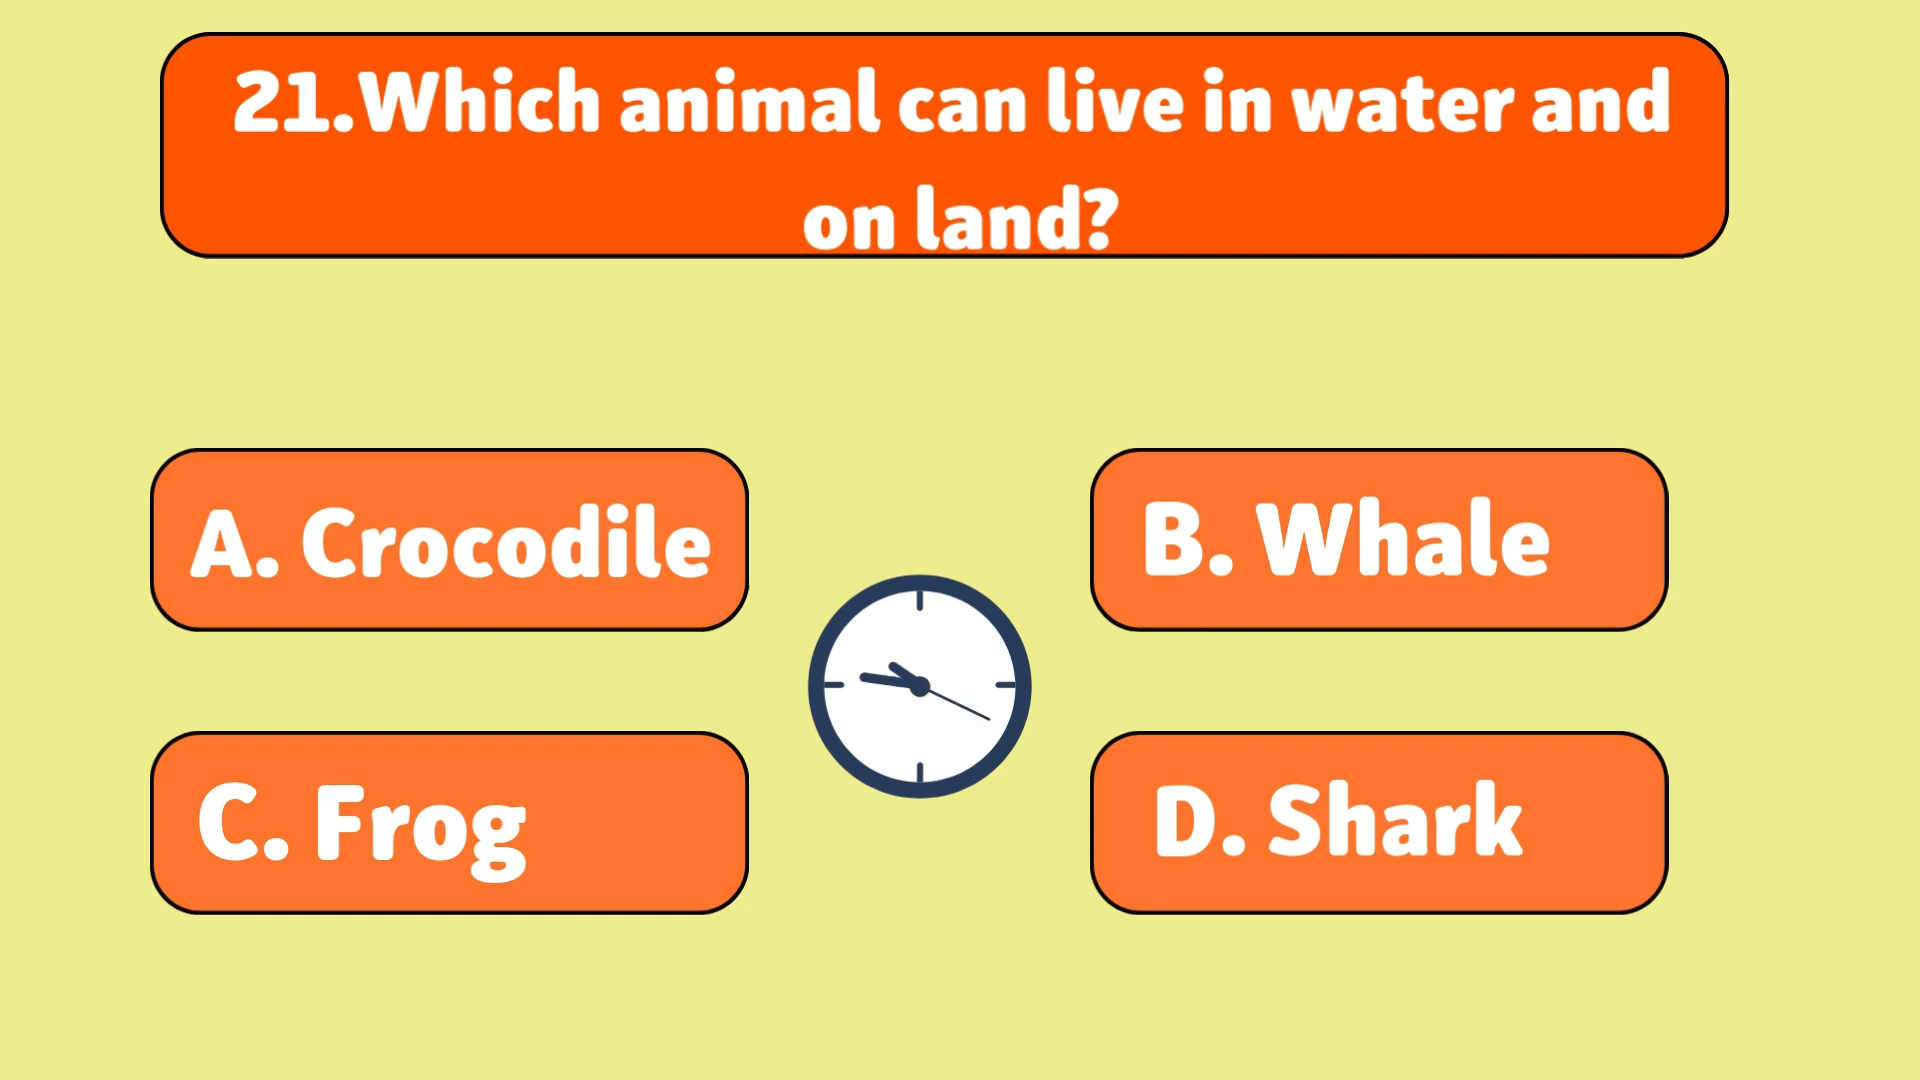 21.Which animal can live in water and
on land?
A. Crocodile
B. Whale
C. Frog
D. Shark